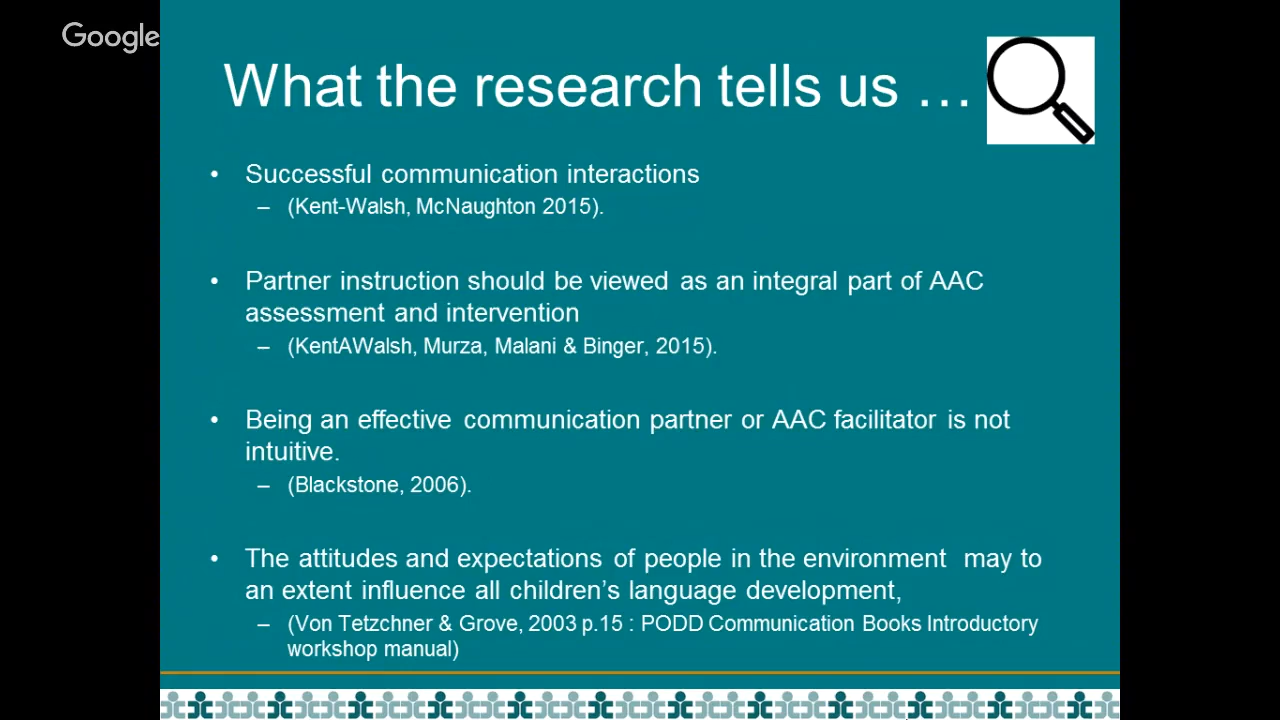 Google
What the research tells us …
• Successful communication interactions
– (Kent-Walsh, McNaughton 2015).
• Partner instruction should be viewed as an integral part of AAC
assessment and intervention
– (KentAWalsh, Murza, Malani & Binger, 2015).
• Being an effective communication partner or AAC facilitator is not
intuitive.
– (Blackstone, 2006).
• The attitudes and expectations of people in the environment may to
an extent influence all children’s language development,
– (Von Tetzchner & Grove, 2003 p.15 : PODD Communication Books Introductory
workshop manual)